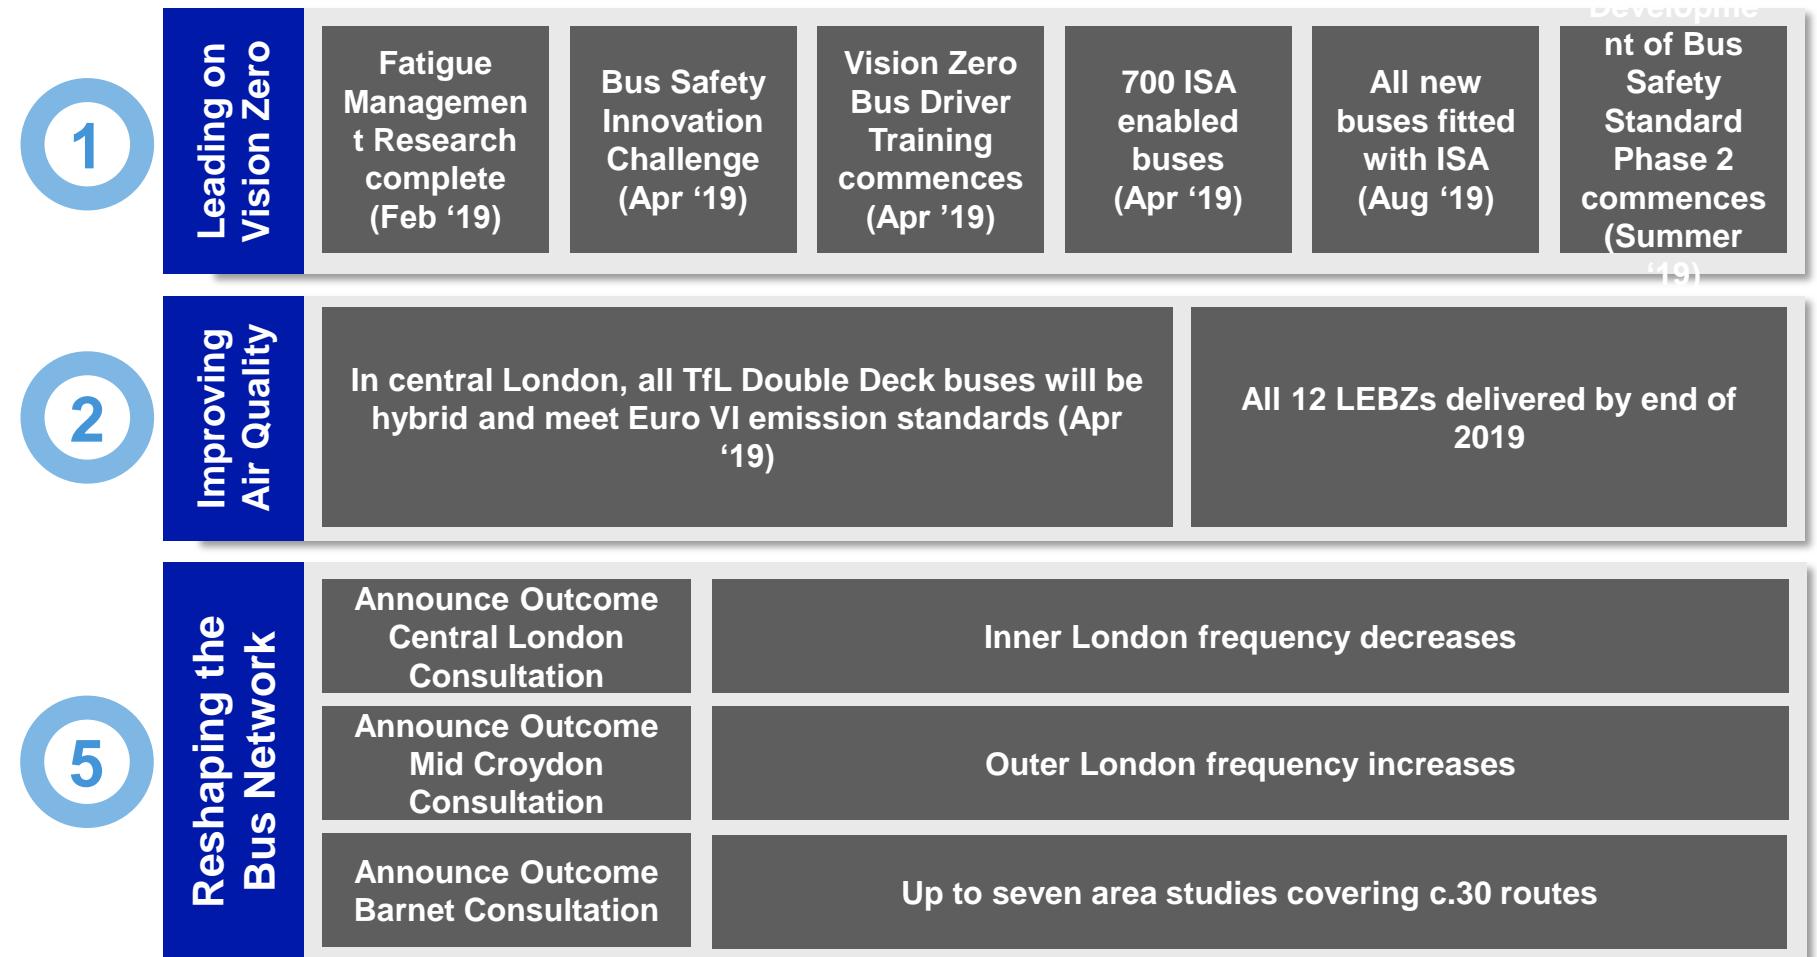 1
Leading on
Vision Zero
Fatigue
Managemen
t Research
complete
(Feb ‘19)
Bus Safety
Innovation
Challenge
(Apr ‘19)
Vision Zero
Bus Driver
Training
commences
(Apr ’19)
700 ISA
enabled
buses
(Apr ‘19)
All new
buses fitted
with ISA
(Aug ‘19)
Developme
nt of Bus
Safety
Standard
Phase 2
commences
(Summer
‘19)
2
Improving
Air Quality
In central London, all TfL Double Deck buses will be
hybrid and meet Euro VI emission standards (Apr
‘19)
All 12 LEBZs delivered by end of
2019
5
Reshaping the
Bus Network
Announce Outcome
Central London
Consultation
Inner London frequency decreases
Announce Outcome
Mid Croydon
Consultation
Outer London frequency increases
Announce Outcome
Barnet Consultation
Up to seven area studies covering c.30 routes